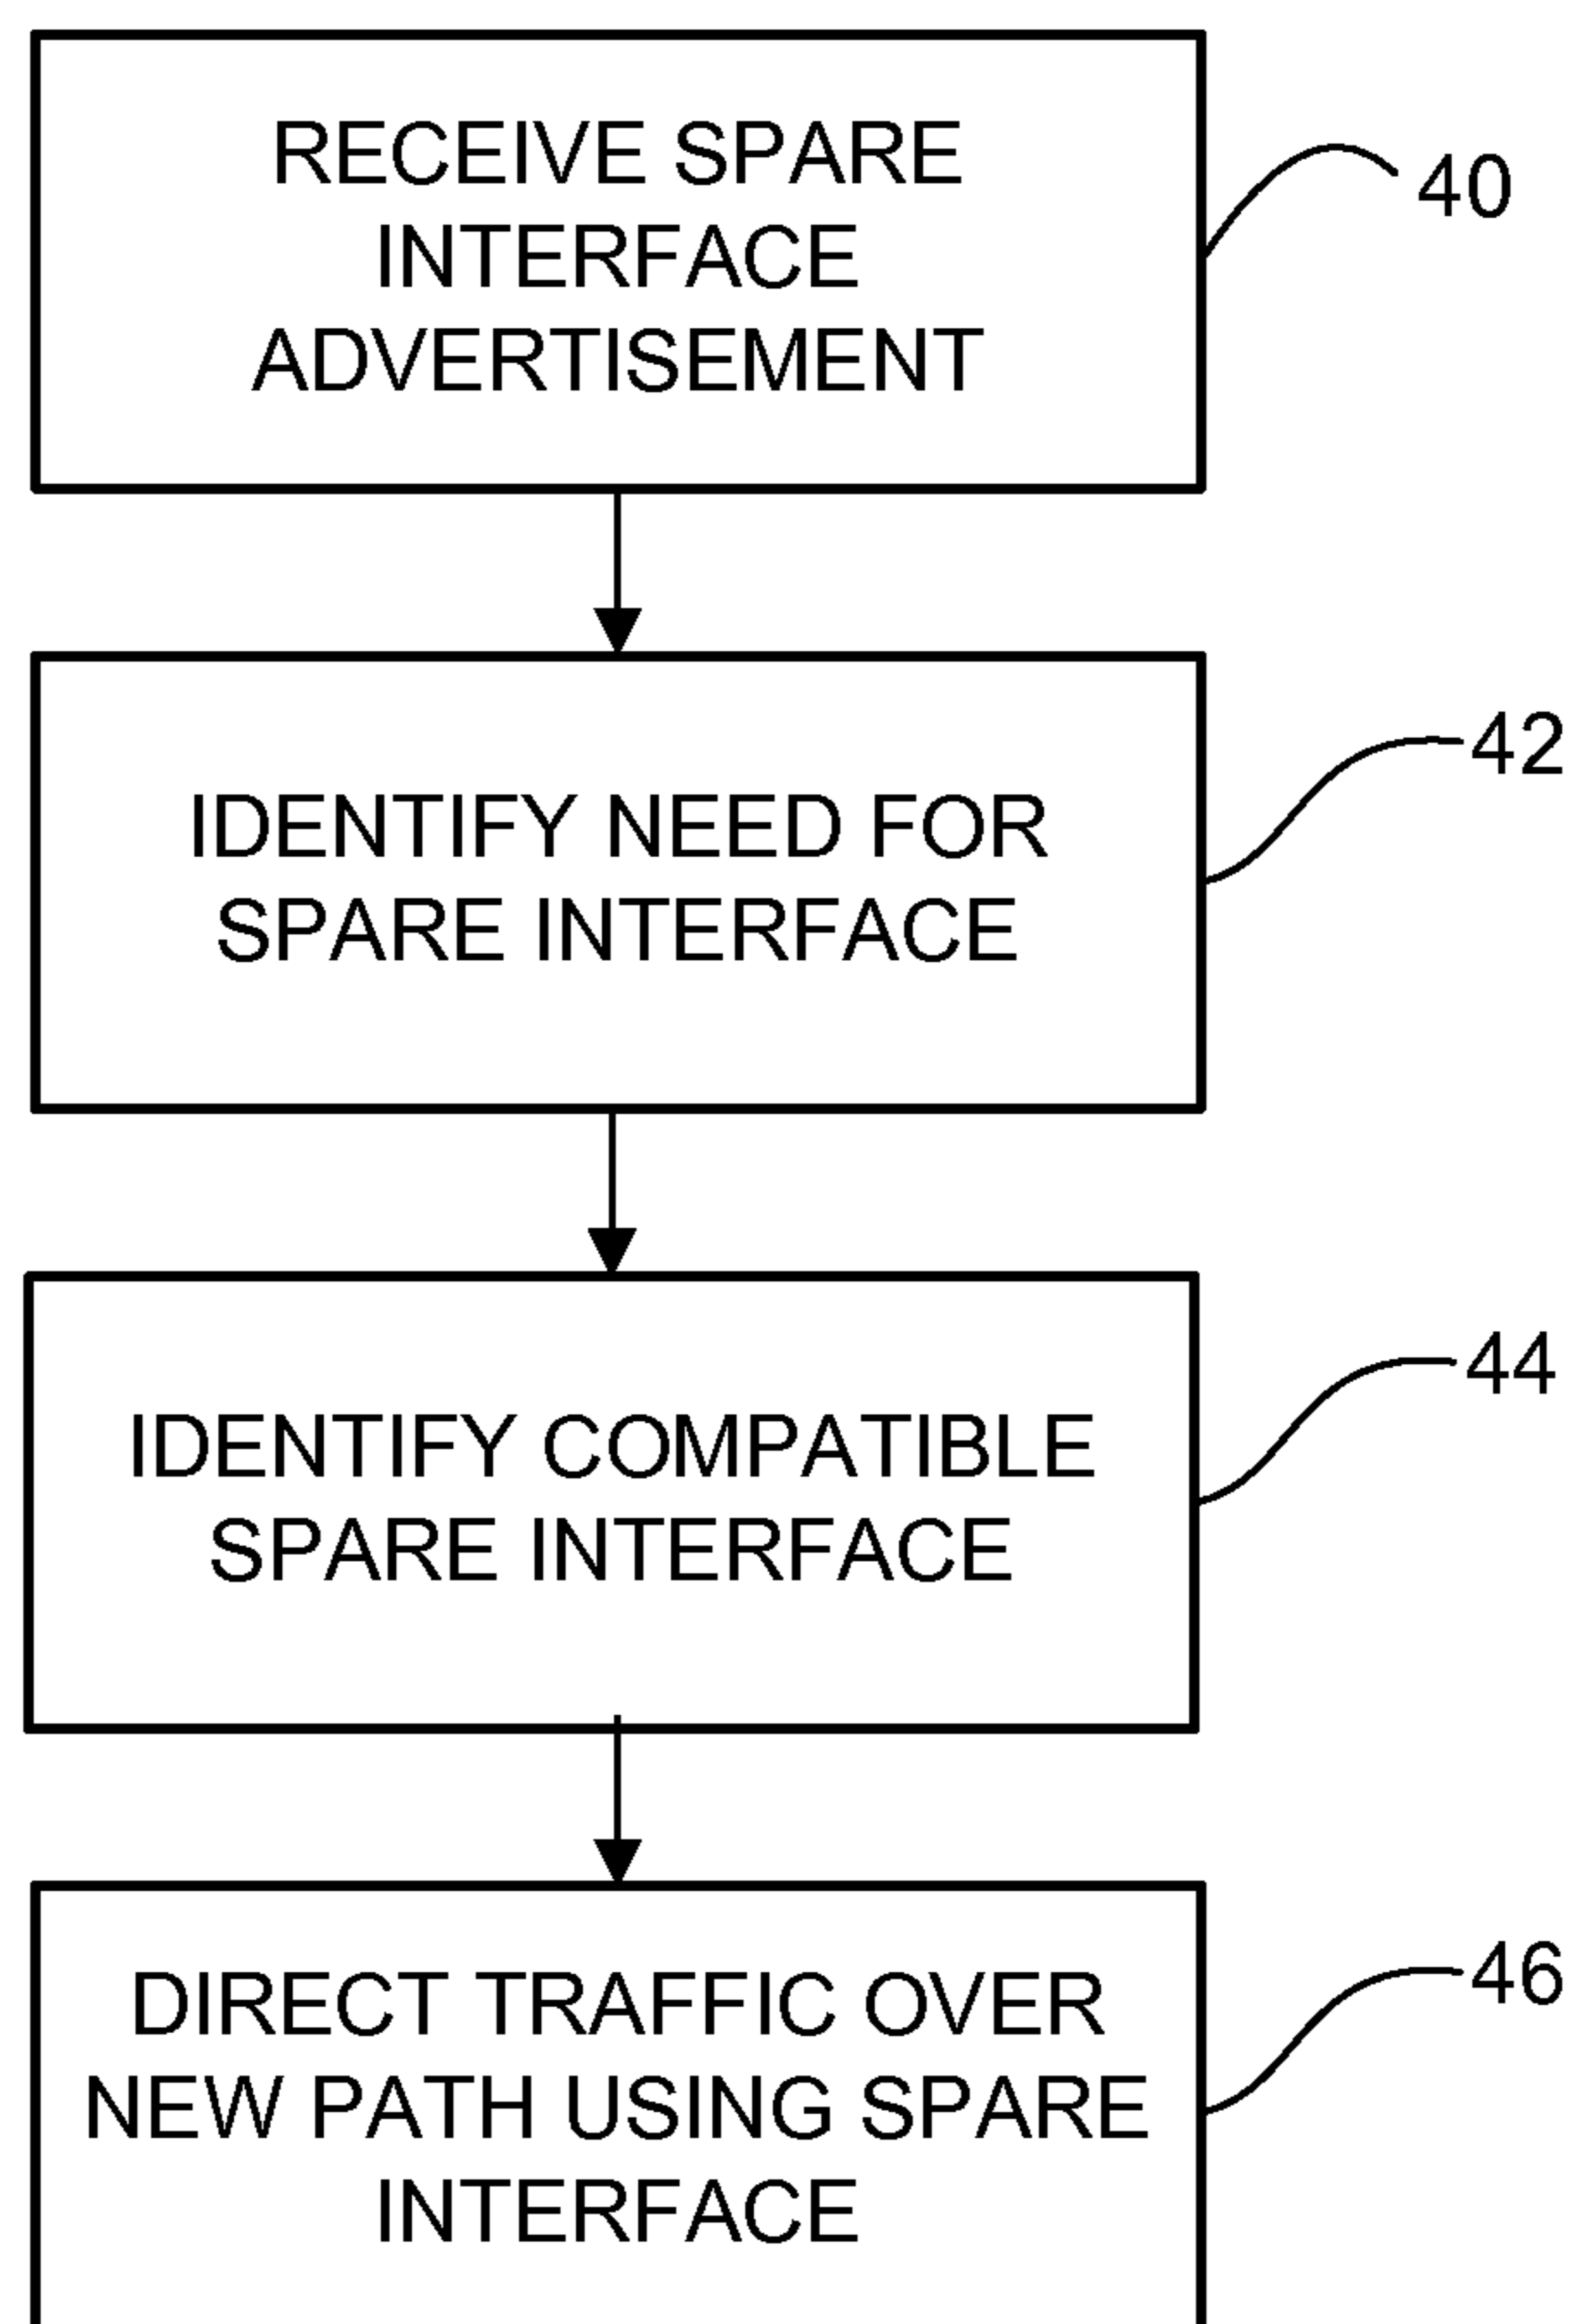 RECEIVE SPARE
INTERFACE
ADVERTISEMENT
40
IDENTIFY NEED FOR
SPARE INTERFACE
42
IDENTIFY COMPATIBLE
SPARE INTERFACE
44
DIRECT TRAFFIC OVER
NEW PATH USING SPARE
INTERFACE
46